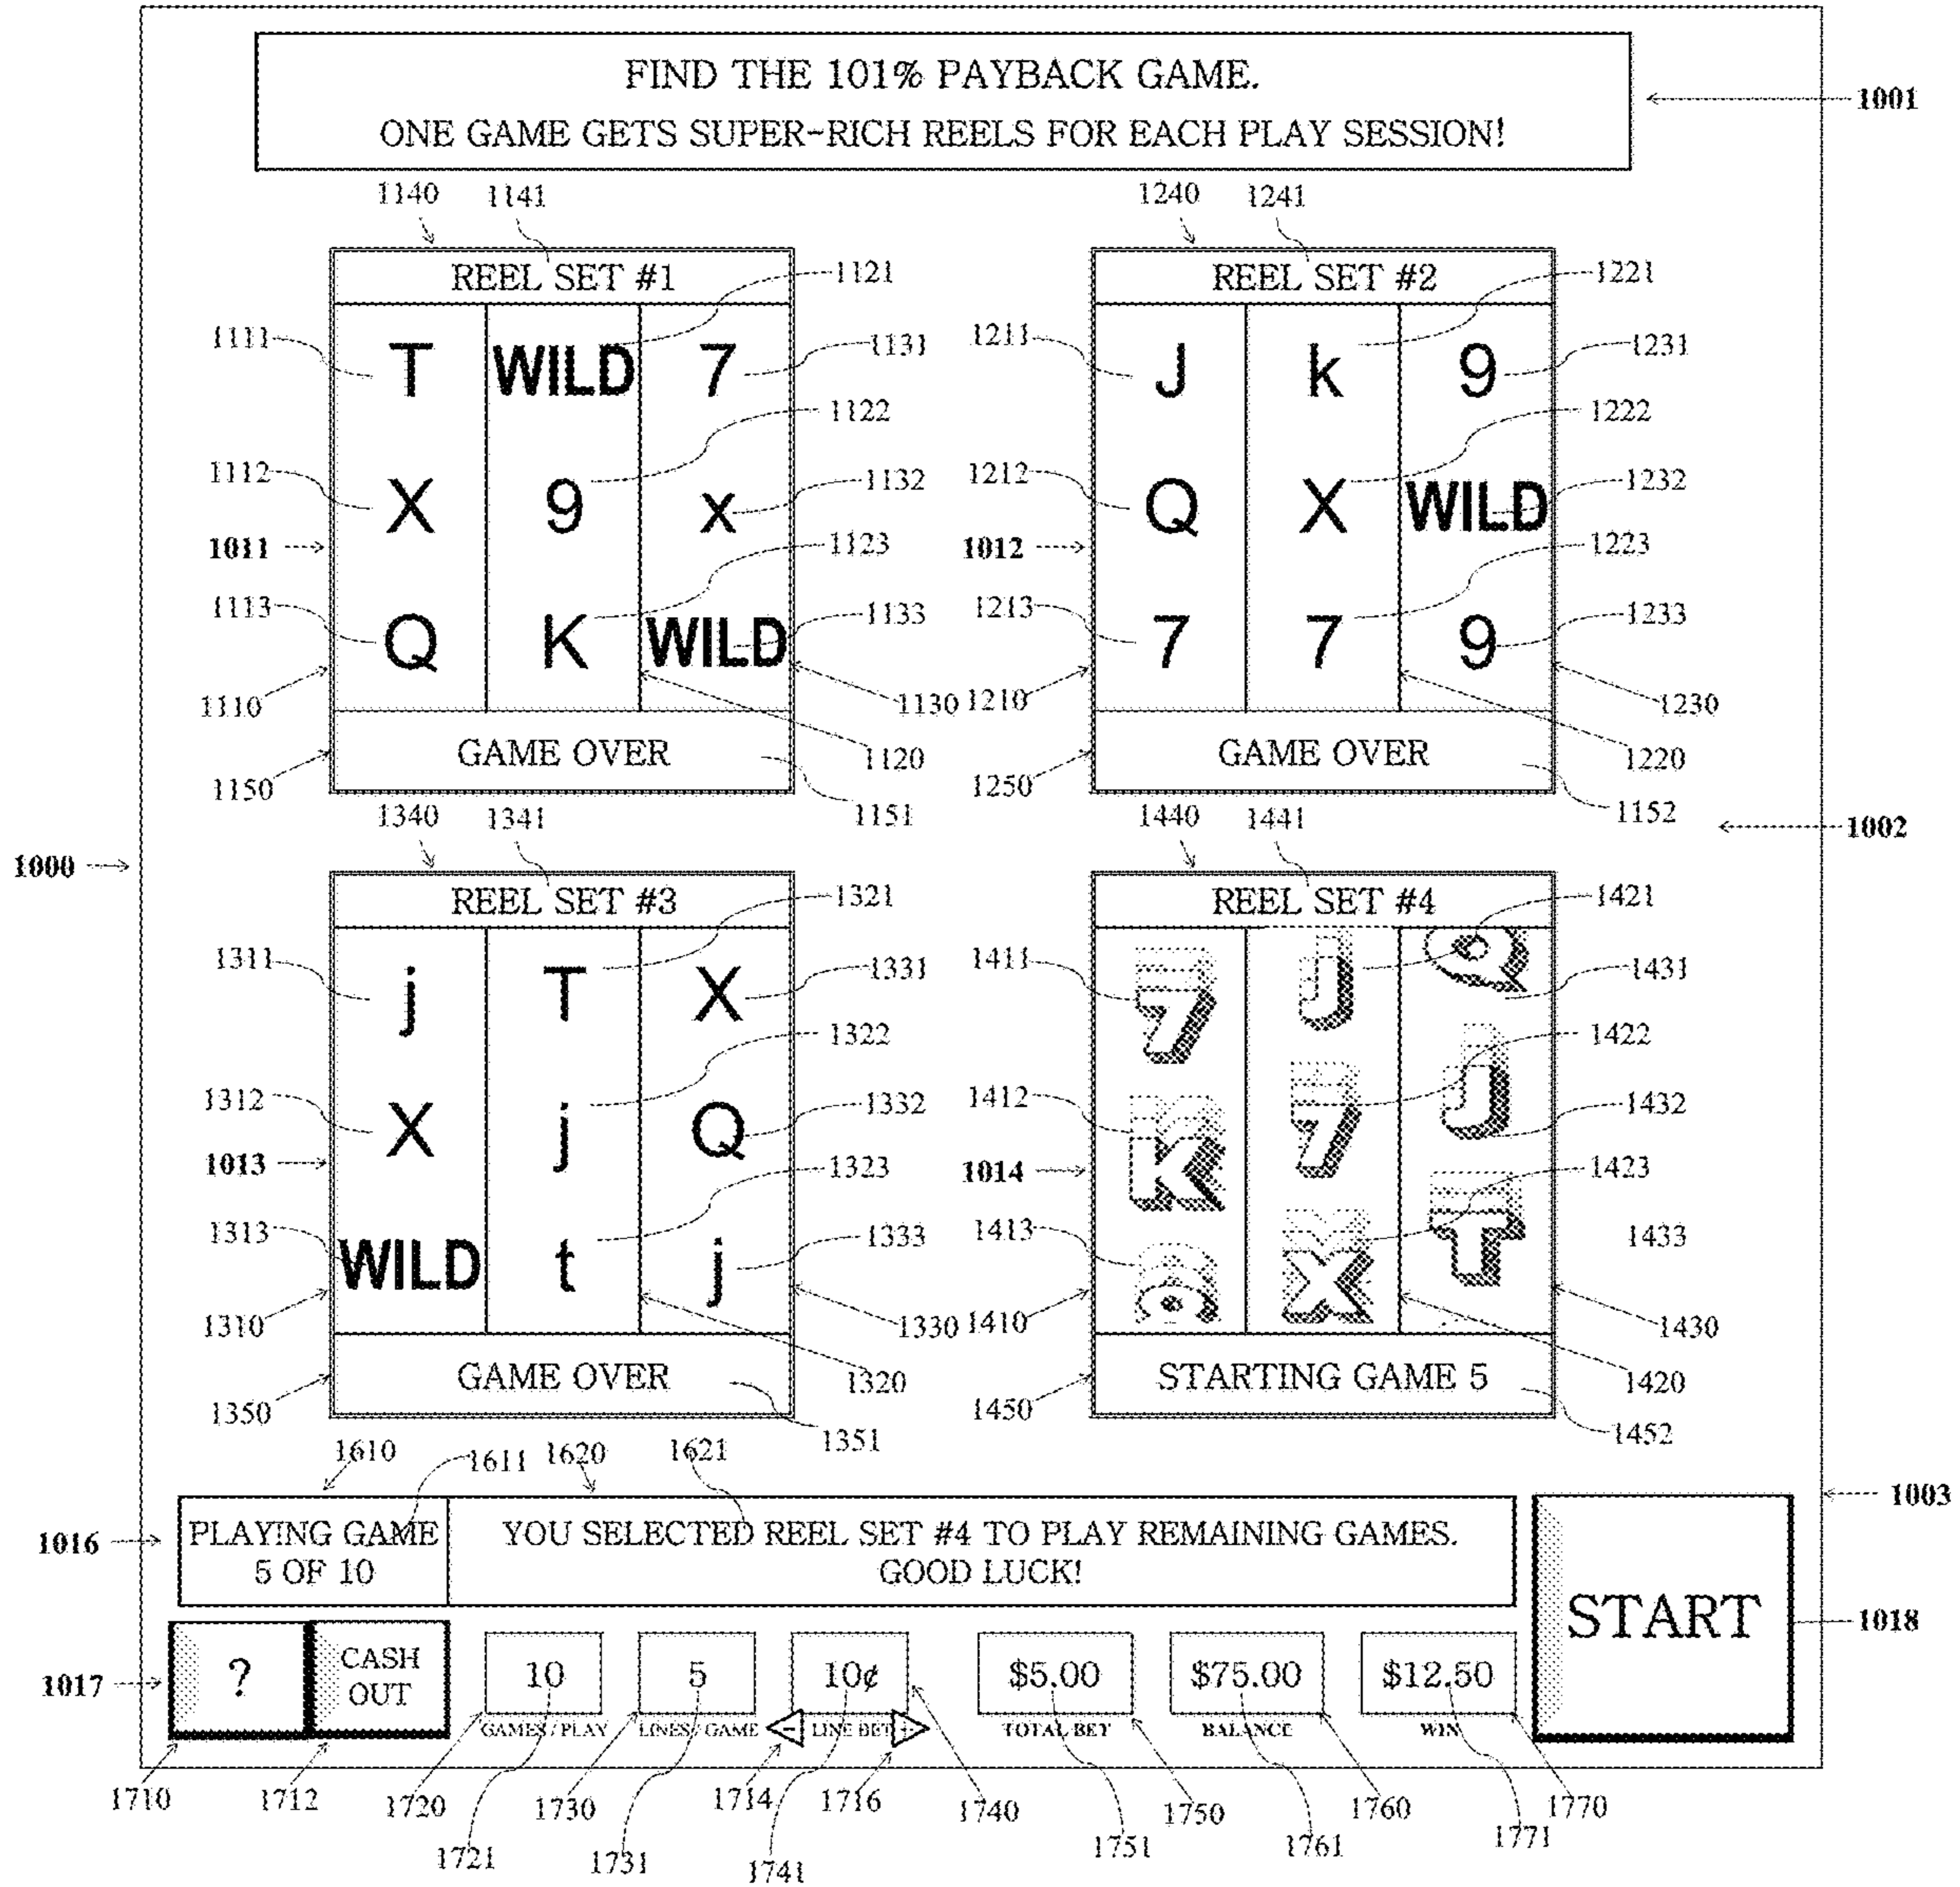 FIND THE 101% PAYBACK GAME.
1001
ONE GAME GETS SUPER-RICH REELS FOR EACH PLAY SESSION!
1140 1141 1240 1241
REEL SET #1 1121 REEL SET #2 1221
1111 T WILD 7 1131 1211 J k 9 1231
1122 1222
1112 X 9 x 1132 1212 Q X WILD 1232
1011 1123 1012 1223
1113 Q K WILD 1133 1213 7 7 9 1233
1110 1130 1210 1230
GAME OVER 1120 GAME OVER 1220
1150 1151 1250 1152
1340 1341 1440 1441 1002
1000
REEL SET #3 1321 REEL SET #4 1421
1311 j T X 1331 1411 7 J Q 1431
1322 1422
1312 X j Q 1332 1412 K 7 J 1432
1013 1323 1014 1423
1313 WILD t j 1333 1413 X T 1433
1310 1330 1410 1430
GAME OVER 1320 STARTING GAME 5 1420
1350 1351 1450 1452
1610 1611 1620 1621
1003
PLAYING GAME YOU SELECTED REEL SET #4 TO PLAY REMAINING GAMES.
1016
5 OF 10 GOOD LUCK!
START 1018
1017 ? CASH OUT 10 5 10¢ $5.00 $75.00 $12.50
GAMES / PLAY LINES / GAME - LINE BET + TOTAL BET BALANCE WIN
1710 1712 1720 1730 1714 1716 1740 1750 1760 1770
1721 1731 1741 1751 1761 1771